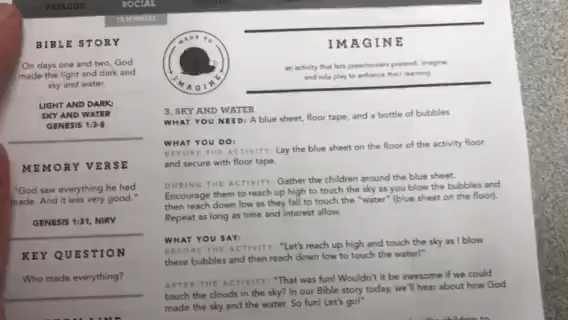 PRELUDE
SOCIAL
15 MINUTES
BIBLE STORY
On days one and two, God
made the light and dark and
sky and water.
LIGHT AND DARK;
SKY AND WATER
GENESIS 1:3-8
MEMORY VERSE
"God saw everything he had
made. And it was very good."
GENESIS 1:31, NIRV
KEY QUESTION
Who made everything?
MADE TO
IMAGINE
IMAGINE
an activity that lets preschoolers pretend, imagine,
and role play to enhance their learning
3. SKY AND WATER
WHAT YOU NEED: A blue sheet, floor tape, and a bottle of bubbles
WHAT YOU DO:
BEFORE THE ACTIVITY: Lay the blue sheet on the floor of the activity floor
and secure with floor tape.
DURING THE ACTIVITY: Gather the children around the blue sheet.
Encourage them to reach up high to touch the sky as you blow the bubbles and
then reach down low as they fall to touch the "water" (blue sheet on the floor).
Repeat as long as time and interest allow.
WHAT YOU SAY:
BEFORE THE ACTIVITY: "Let's reach up high and touch the sky as I blow
these bubbles and then reach down low to touch the water!"
AFTER THE ACTIVITY: "That was fun! Wouldn't it be awesome if we could
touch the clouds in the sky? In our Bible story today, we'll hear about how God
made the sky and the water. So fun! Let's go!"